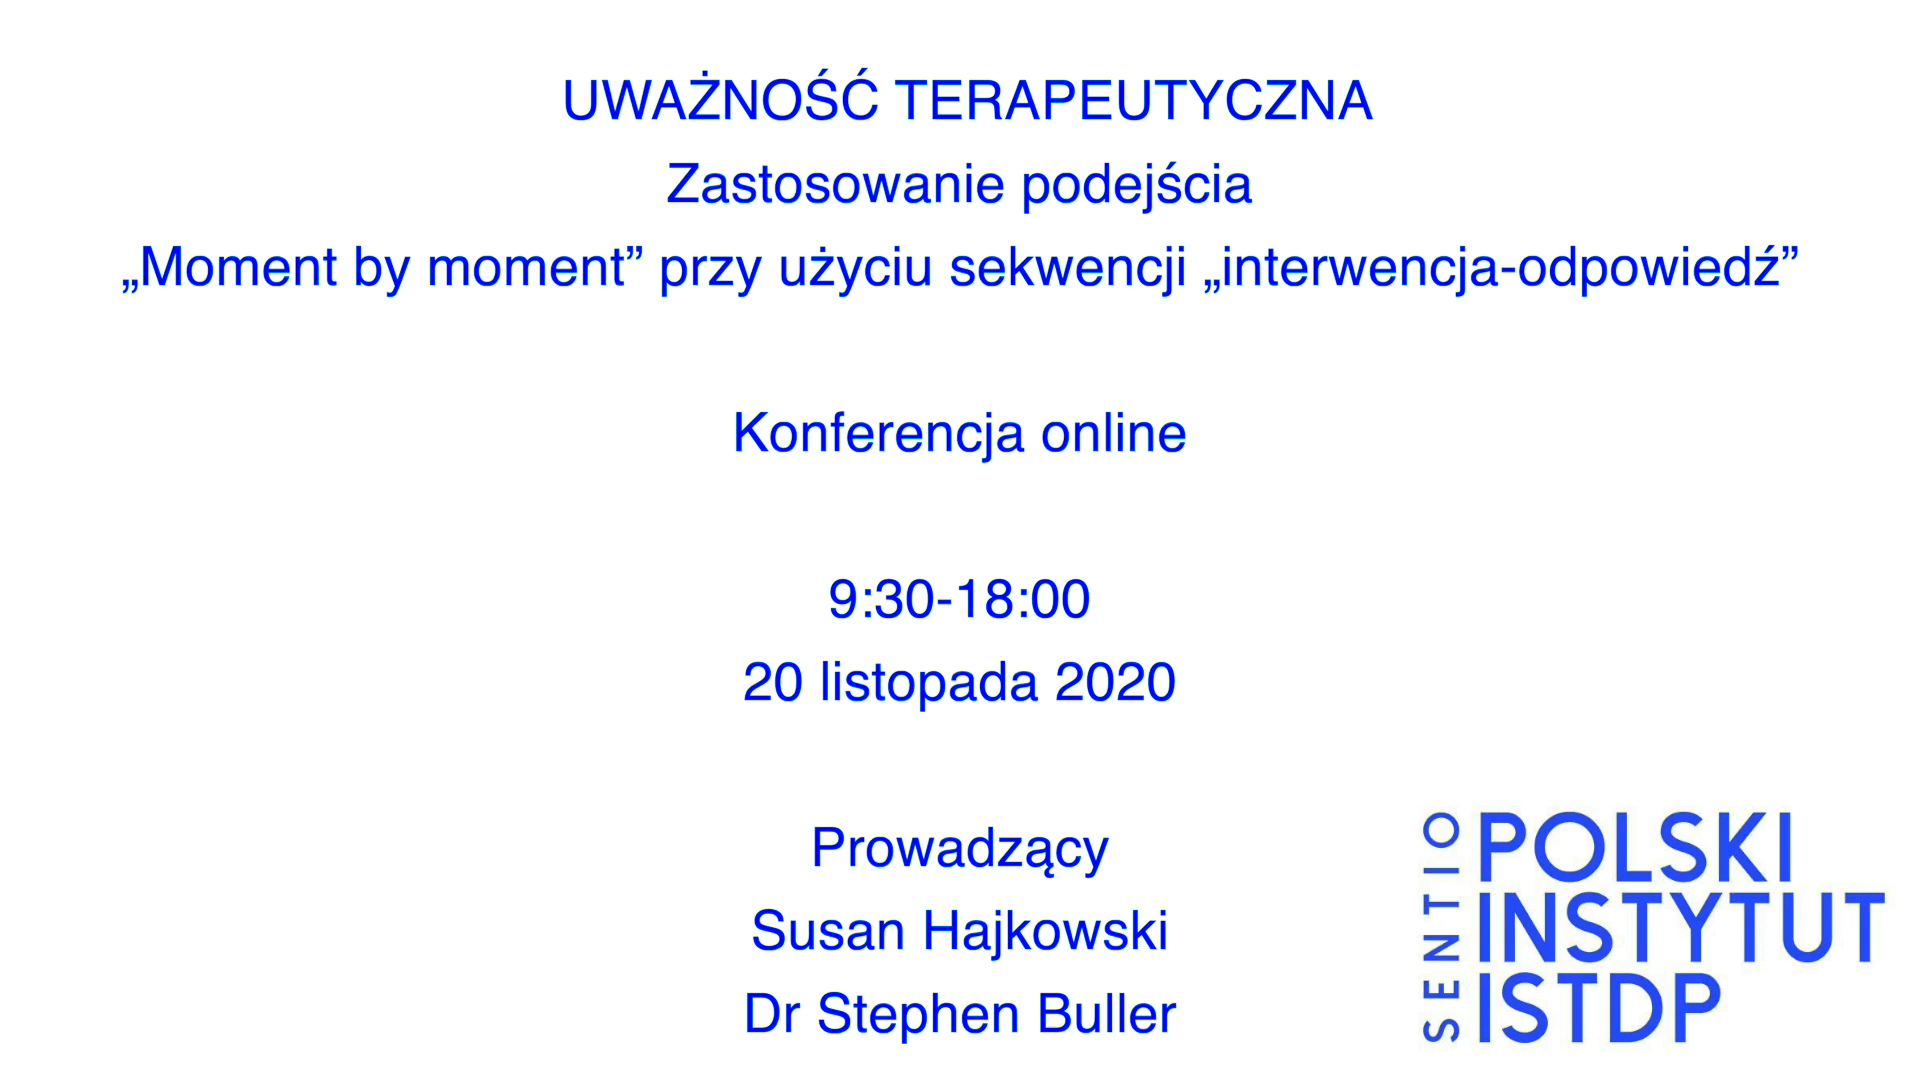 UWAŻNOŚĆ TERAPEUTYCZNA
Zastosowanie podejścia
„Moment by moment” przy użyciu sekwencji „interwencja-odpowiedź”
Konferencja online
9:30-18:00
20 listopada 2020
Prowadzący
Susan Hajkowski
Dr Stephen Buller
SENTIO
POLSKI
INSTYTUT
ISTDP